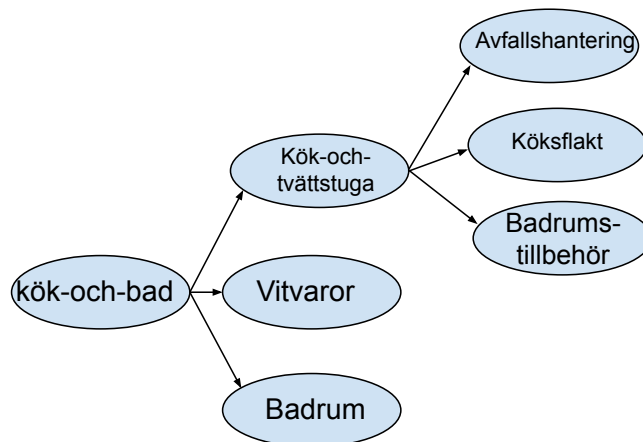 Avfallshantering
Köksflakt
Kök-och-
tvättstuga
Badrums-
tillbehör
kök-och-bad
Vitvaror
Badrum